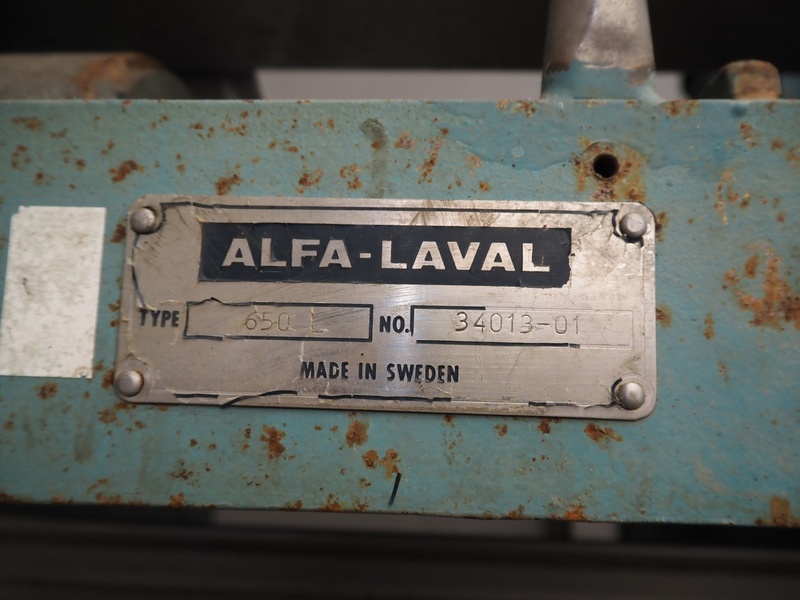 ALFA-LAVAL
TYPE 650 L NO. 34013-01
MADE IN SWEDEN